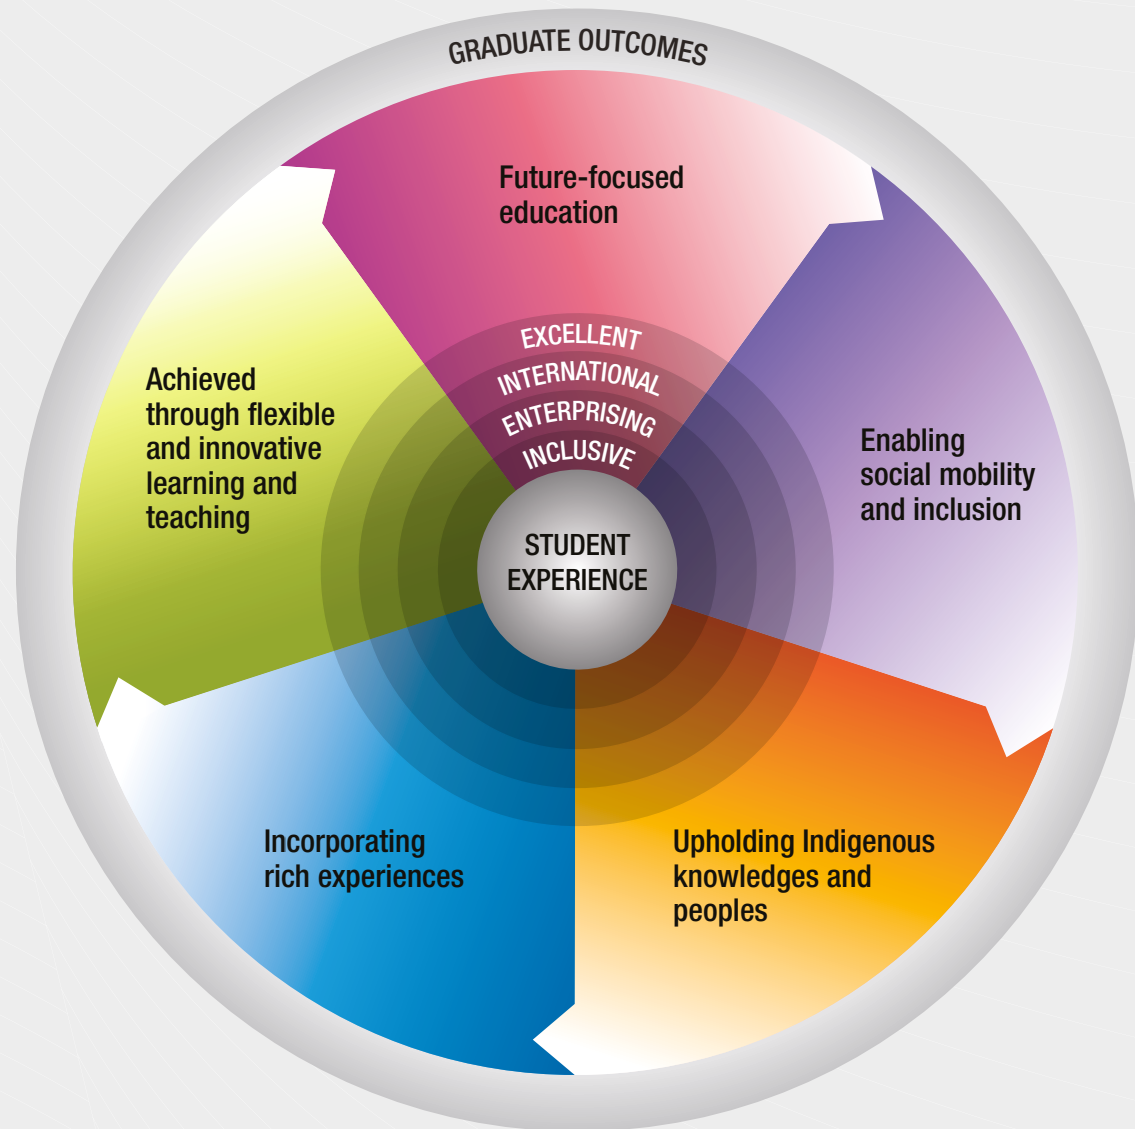 GRADUATE OUTCOMES
Future-focused
education
EXCELLENT
INTERNATIONAL
ENTERPRISING
INCLUSIVE
STUDENT
EXPERIENCE
Enabling
social mobility
and inclusion
Upholding Indigenous
knowledges and
peoples
Incorporating
rich experiences
Achieved
through flexible
and innovative
learning and
teaching